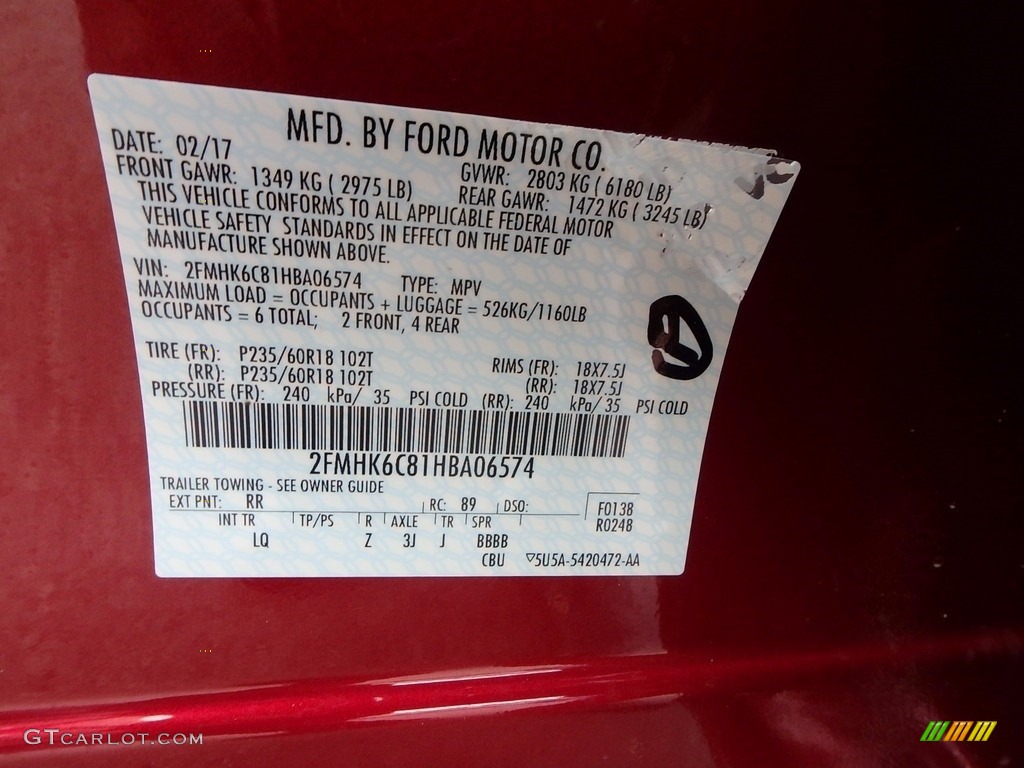 MFD. BY FORD MOTOR CO.
DATE: 02/17
GVWR: 2803 KG ( 6180 LB)
FRONT GAWR: 1349 KG ( 2975 LB)
REAR GAWR: 1472 KG ( 3245 LB)
THIS VEHICLE CONFORMS TO ALL APPLICABLE FEDERAL MOTOR
VEHICLE SAFETY STANDARDS IN EFFECT ON THE DATE OF
MANUFACTURE SHOWN ABOVE.
VIN: 2FMHK6C81HBA06574 TYPE: MPV
MAXIMUM LOAD = OCCUPANTS + LUGGAGE = 526KG/1160LB
OCCUPANTS = 6 TOTAL; 2 FRONT, 4 REAR
TIRE (FR): P235/60R18 102T RIMS (FR): 18X7.5J
(RR): P235/60R18 102T (RR): 18X7.5J
PRESSURE (FR): 240 kPa/ 35 PSI COLD (RR): 240 kPa/ 35 PSI COLD
2FMHK6C81HBA06574
TRAILER TOWING - SEE OWNER GUIDE
EXT PNT: RR RC: 89 DSO: F0138
R0248
INT TR TP/PS R AXLE TR SPR
LQ Z 3J J BBBB
CBU ▽5U5A-5420472-AA
GTCARLOT.COM